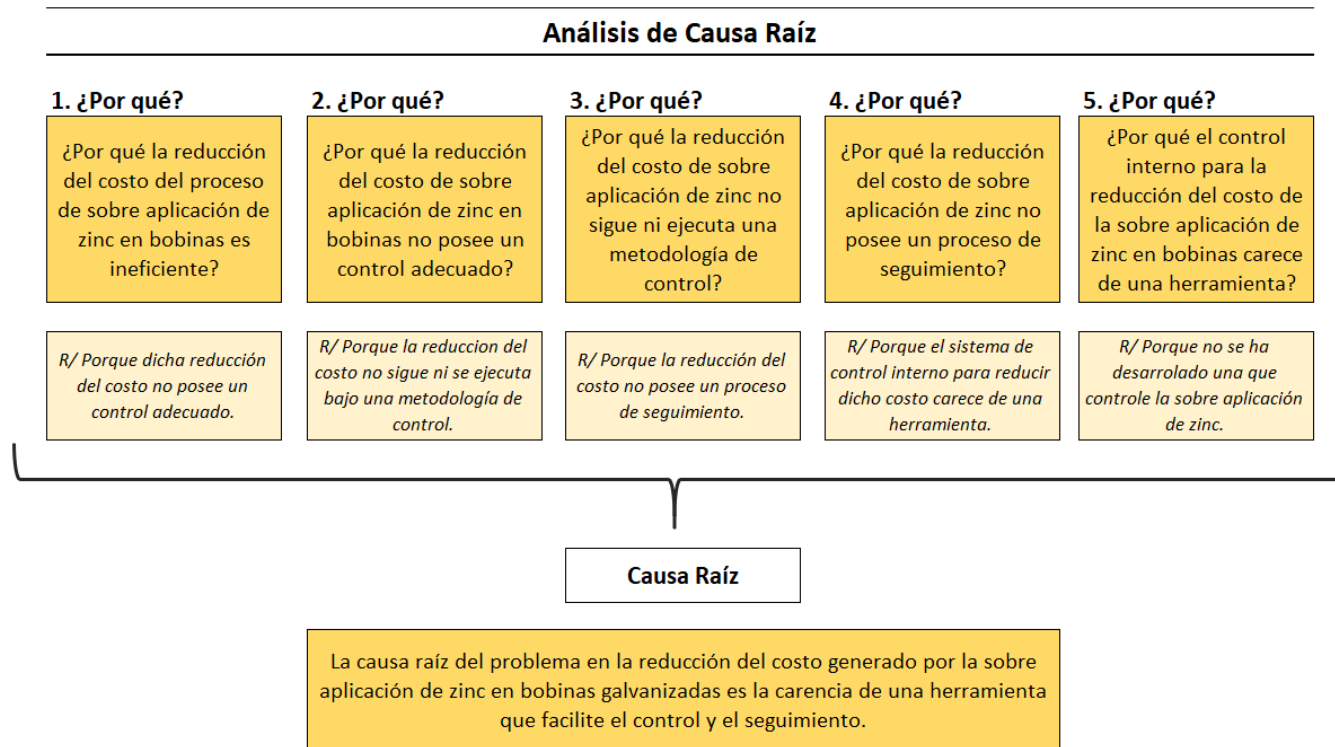 Análisis de Causa Raíz
1. ¿Por qué?
¿Por qué la reducción
del costo del proceso
de sobre aplicación de
zinc en bobinas es
ineficiente?
R/ Porque dicha reducción
del costo no posee un
control adecuado.
2. ¿Por qué?
¿Por qué la reducción
del costo de sobre
aplicación de zinc en
bobinas no posee un
control adecuado?
R/ Porque la reduccion del
costo no sigue ni se ejecuta
bajo una metodología de
control.
3. ¿Por qué?
¿Por qué la reducción
del costo de sobre
aplicación de zinc no
sigue ni ejecuta una
metodología de
control?
R/ Porque la reducción del
costo no posee un proceso
de seguimiento.
4. ¿Por qué?
¿Por qué la reducción
del costo de sobre
aplicación de zinc no
posee un proceso de
seguimiento?
R/ Porque el sistema de
control interno para reducir
dicho costo carece de una
herramienta.
5. ¿Por qué?
¿Por qué el control
interno para la
reducción del costo de
la sobre aplicación de
zinc en bobinas carece
de una herramienta?
R/ Porque no se ha
desarrolado una que
controle la sobre aplicación
de zinc.
Causa Raíz
La causa raíz del problema en la reducción del costo generado por la sobre
aplicación de zinc en bobinas galvanizadas es la carencia de una herramienta
que facilite el control y el seguimiento.